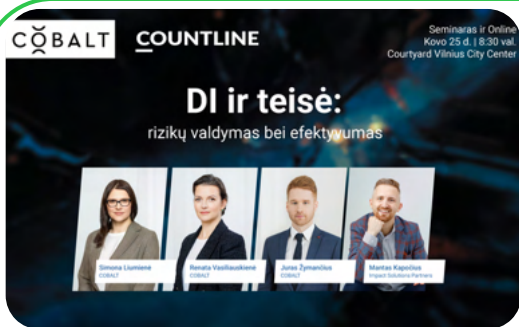 COBALT
COUNTLINE
Seminaras ir Online
Kovo 25 d. | 8:30 val.
Courtyard Vilnius City Center
DI ir teisė:
rizikų valdymas bei efektyvumas
Simona Liumienė
COBALT
Renata Vasiliauskienė
COBALT
Juras Žymančius
COBALT
Mantas Kapočius
Impact Solutions Partners